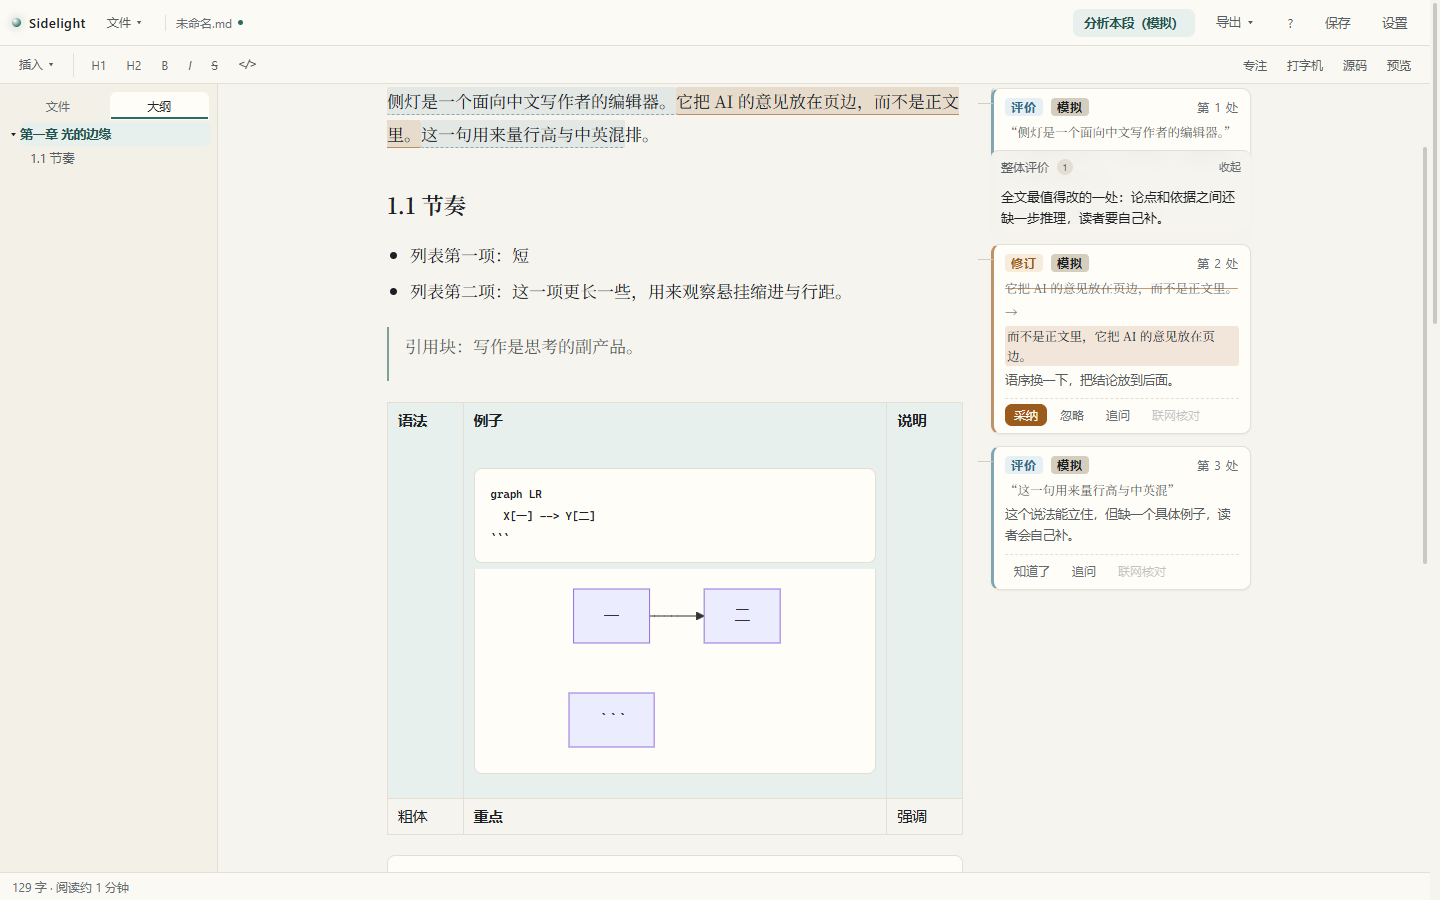 Sidelight 文件 未命名.md 分析本段（模拟） 导出 ? 保存 设置
插入 H1 H2 B I S </> 专注 打字机 源码 预览
文件 大纲
第一章 光的边缘
1.1 节奏
侧灯是一个面向中文写作者的编辑器。它把 AI 的意见放在页边，而不是正文
里。这一句用来量行高与中英混排。
1.1 节奏
列表第一项：短
列表第二项：这一项更长一些，用来观察悬挂缩进与行距。
引用块：写作是思考的副产品。
语法 例子 说明
graph LR
X[一] --> Y[二]
```
一 二
```
粗体 重点 强调
评价 模拟 第 1 处
“侧灯是一个面向中文写作者的编辑器。”
整体评价 1 收起
全文最值得改的一处：论点和依据之间还
缺一步推理，读者要自己补。
修订 模拟 第 2 处
它把 AI 的意见放在页边，而不是正文里。
→
而不是正文里，它把 AI 的意见放在页
边。
语序换一下，把结论放到后面。
采纳 忽略 追问 联网核对
评价 模拟 第 3 处
“这一句用来量行高与中英混”
这个说法能立住，但缺一个具体例子，读
者会自己补。
知道了 追问 联网核对
129 字 · 阅读约 1 分钟